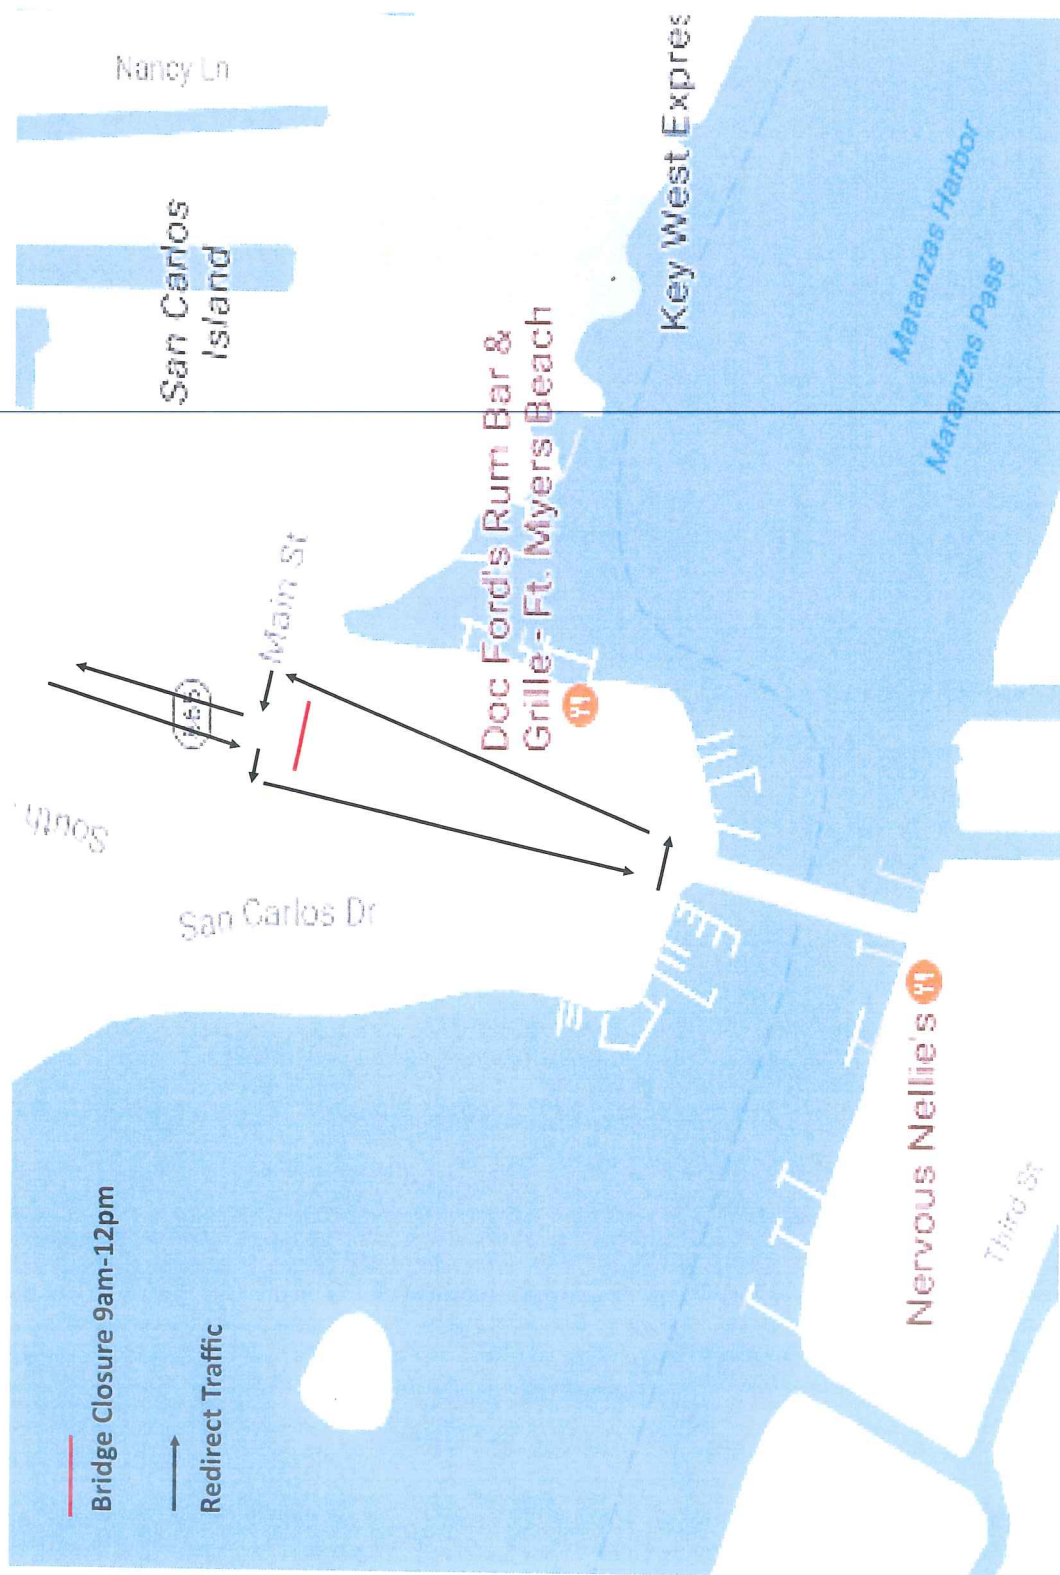 Bridge Closure 9am-12pm
Redirect Traffic
South
San Carlos Dr
Main St
San Carlos
Island
Nancy Ln
Doc Ford's Rum Bar &
Grille - Ft. Myers Beach
Key West Expres
Matanzas Harbor
Matanzas Pass
Nervous Nellie's
Third St